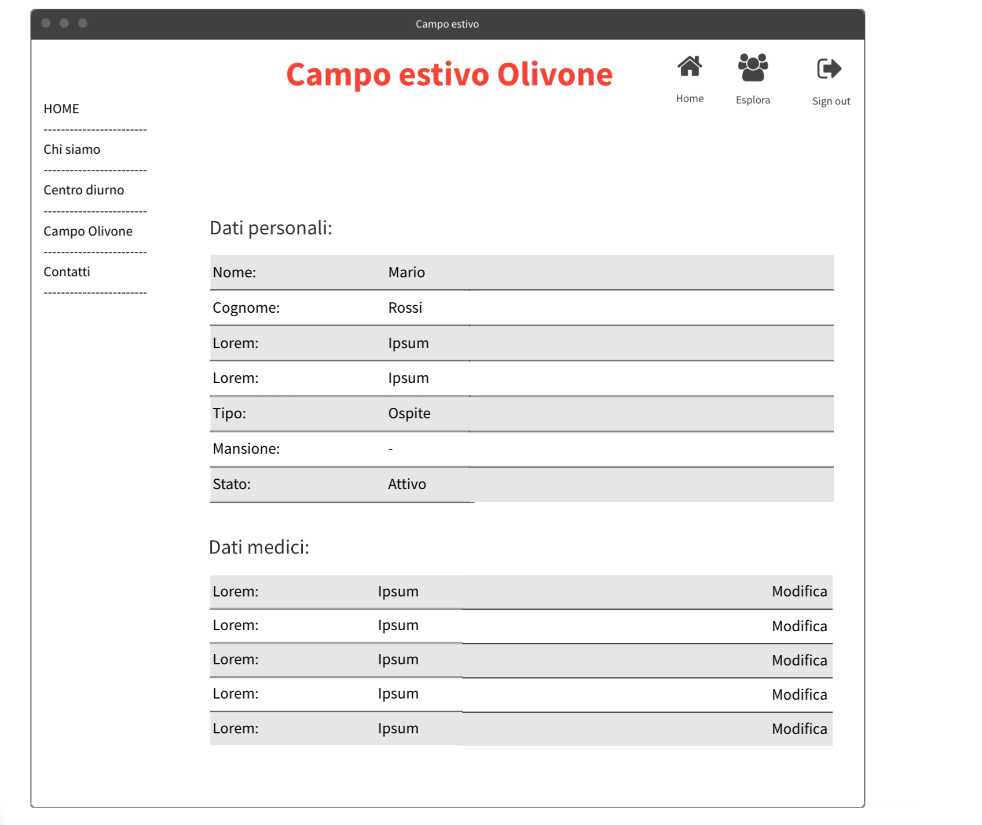 Campo estivo
Campo estivo Olivone
Home
Esplora
Sign out
HOME
------------------------
Chi siamo
------------------------
Centro diurno
------------------------
Campo Olivone
------------------------
Contatti
------------------------
Dati personali:
Nome: Mario
Cognome: Rossi
Lorem: Ipsum
Lorem: Ipsum
Tipo: Ospite
Mansione: -
Stato: Attivo
Dati medici:
Lorem: Ipsum Modifica
Lorem: Ipsum Modifica
Lorem: Ipsum Modifica
Lorem: Ipsum Modifica
Lorem: Ipsum Modifica